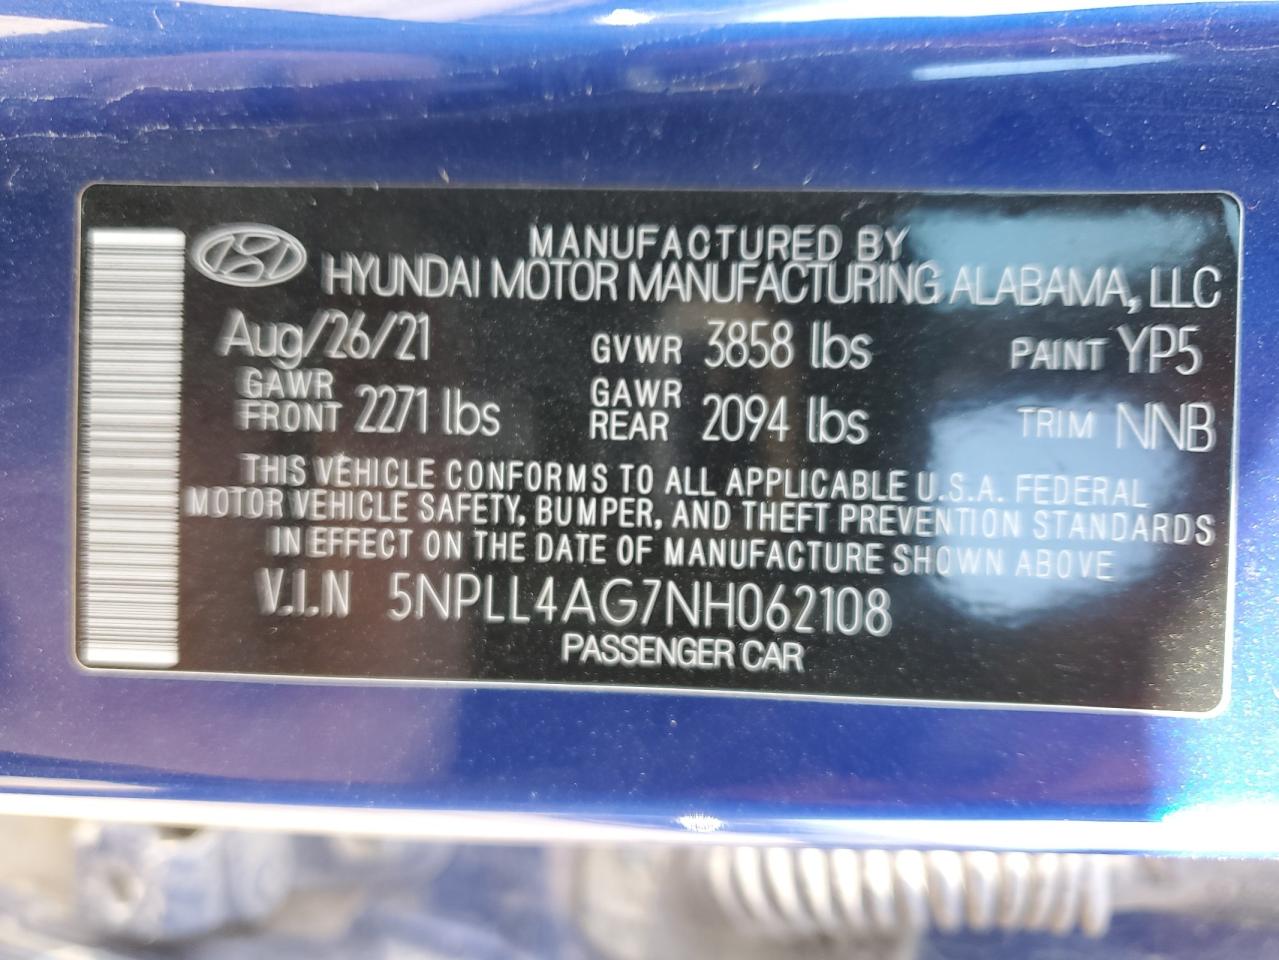 MANUFACTURED BY
HYUNDAI MOTOR MANUFACTURING ALABAMA, LLC
Aug/26/21 GVWR 3858 lbs PAINT YP5
GAWR FRONT 2271 lbs GAWR REAR 2094 lbs TRIM NNB
THIS VEHICLE CONFORMS TO ALL APPLICABLE U.S.A. FEDERAL
MOTOR VEHICLE SAFETY, BUMPER, AND THEFT PREVENTION STANDARDS
IN EFFECT ON THE DATE OF MANUFACTURE SHOWN ABOVE
V.I.N 5NPLL4AG7NH062108
PASSENGER CAR